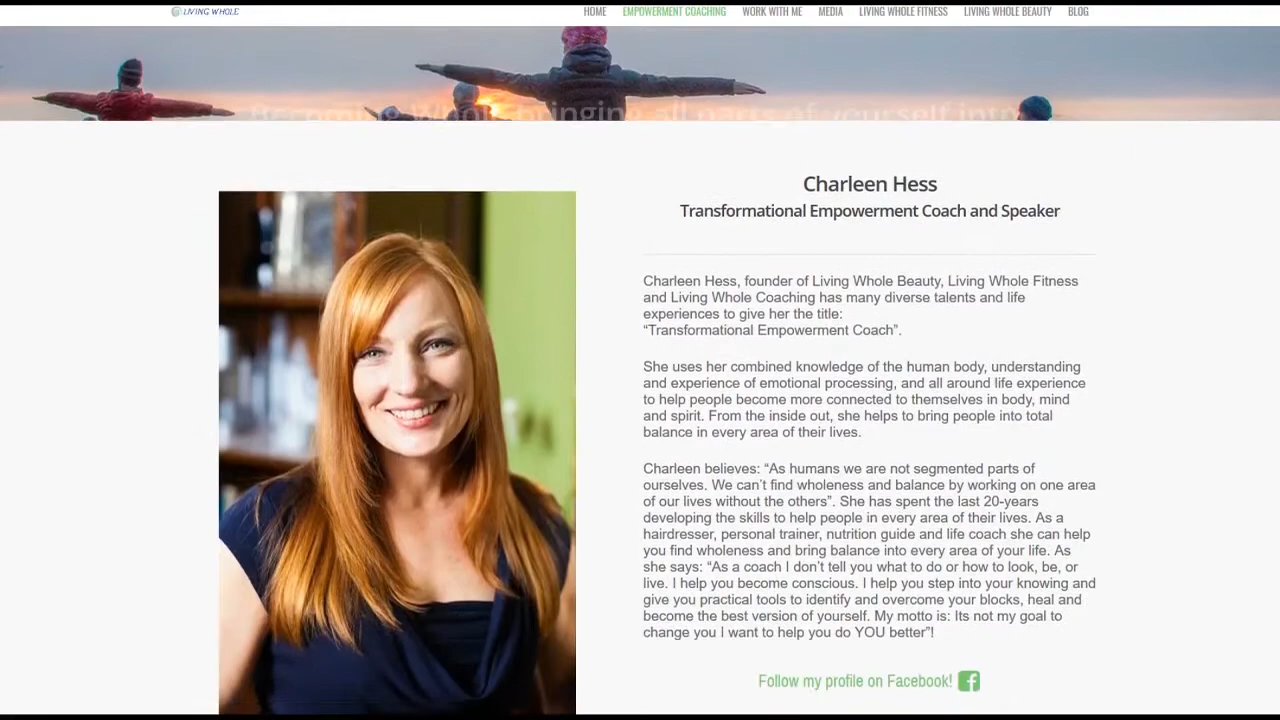 LIVING WHOLE
HOME EMPOWERMENT COACHING WORK WITH ME MEDIA LIVING WHOLE FITNESS LIVING WHOLE BEAUTY BLOG
Becoming Whole bringing all parts of yourself into
Charleen Hess
Transformational Empowerment Coach and Speaker
Charleen Hess, founder of Living Whole Beauty, Living Whole Fitness
and Living Whole Coaching has many diverse talents and life
experiences to give her the title:
“Transformational Empowerment Coach”.
She uses her combined knowledge of the human body, understanding
and experience of emotional processing, and all around life experience
to help people become more connected to themselves in body, mind
and spirit. From the inside out, she helps to bring people into total
balance in every area of their lives.
Charleen believes: “As humans we are not segmented parts of
ourselves. We can’t find wholeness and balance by working on one area
of our lives without the others”. She has spent the last 20-years
developing the skills to help people in every area of their lives. As a
hairdresser, personal trainer, nutrition guide and life coach she can help
you find wholeness and bring balance into every area of your life. As
she says: “As a coach I don’t tell you what to do or how to look, be, or
live. I help you become conscious. I help you step into your knowing and
give you practical tools to identify and overcome your blocks, heal and
become the best version of yourself. My motto is: Its not my goal to
change you I want to help you do YOU better”!
Follow my profile on Facebook!